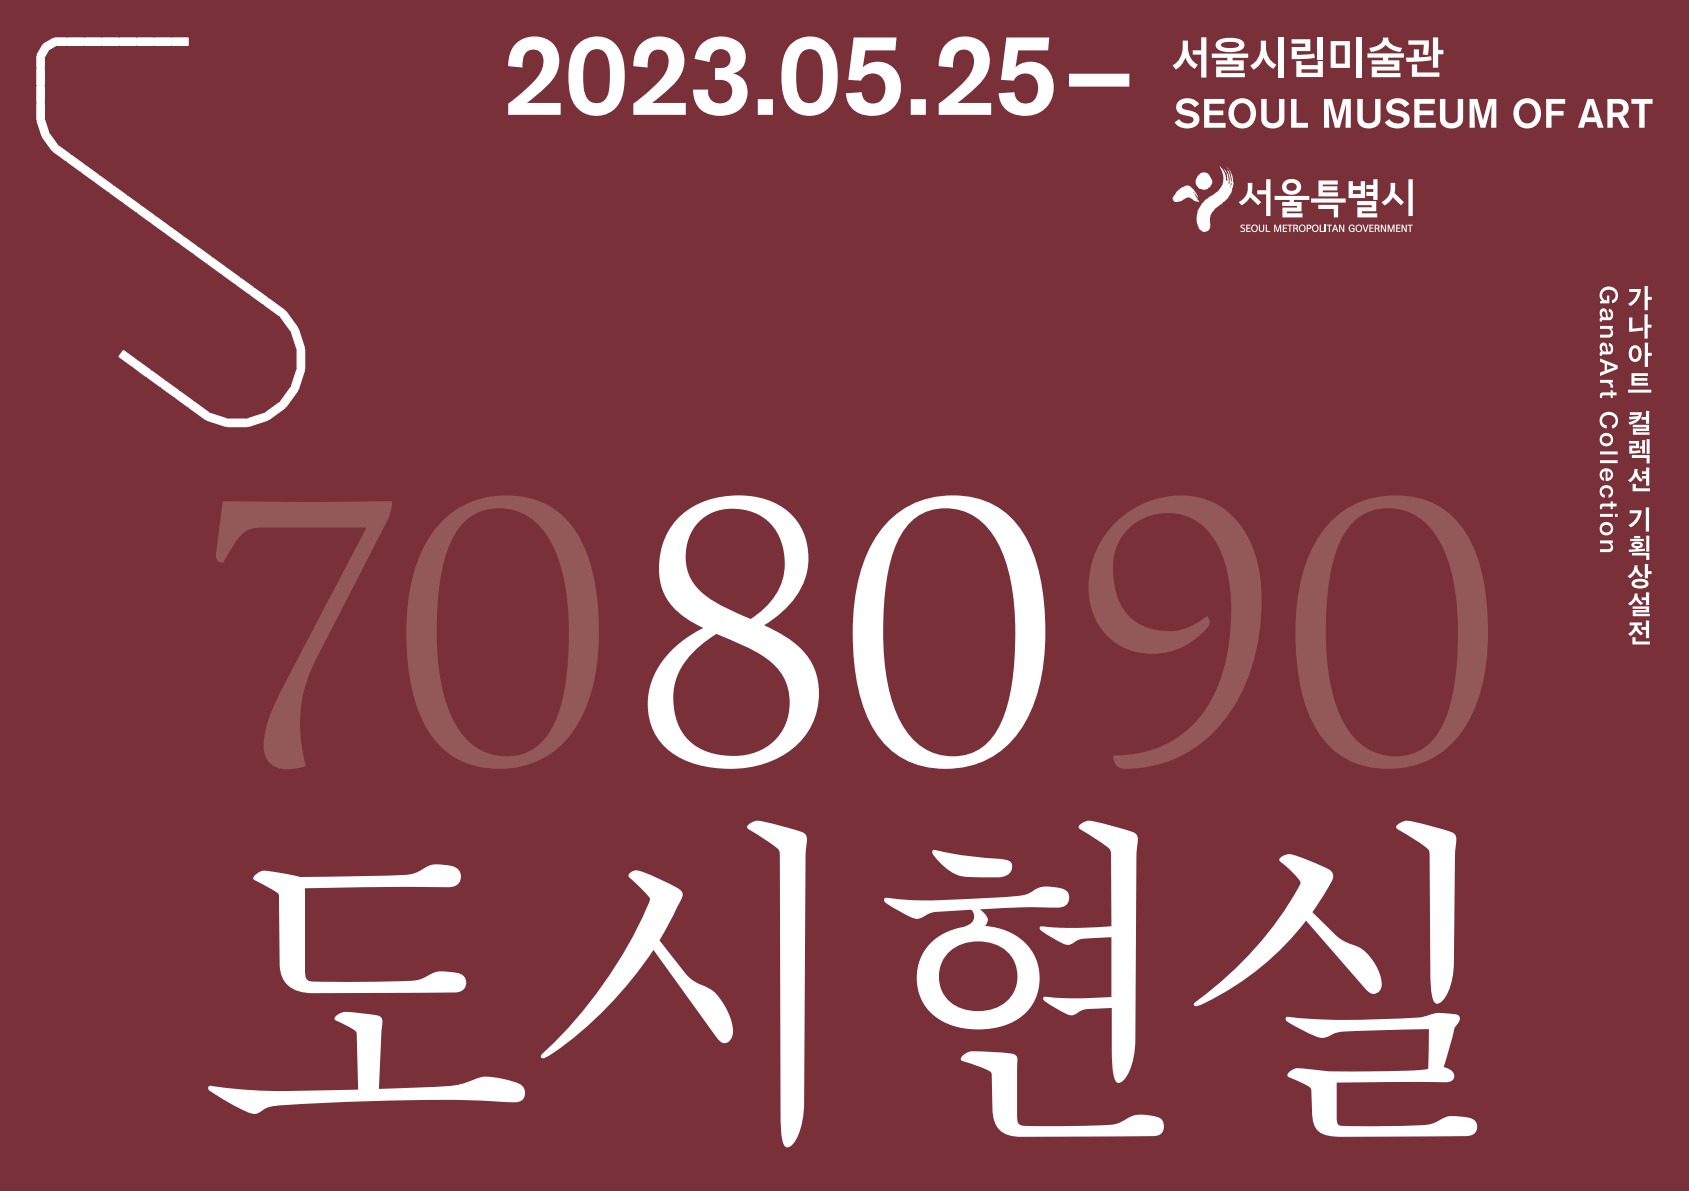 2023.05.25–
서울시립미술관
SEOUL MUSEUM OF ART
서울특별시
SEOUL METROPOLITAN GOVERNMENT
가나아트 컬렉션 기획상설전
GanaArt Collection
708090
도시현실